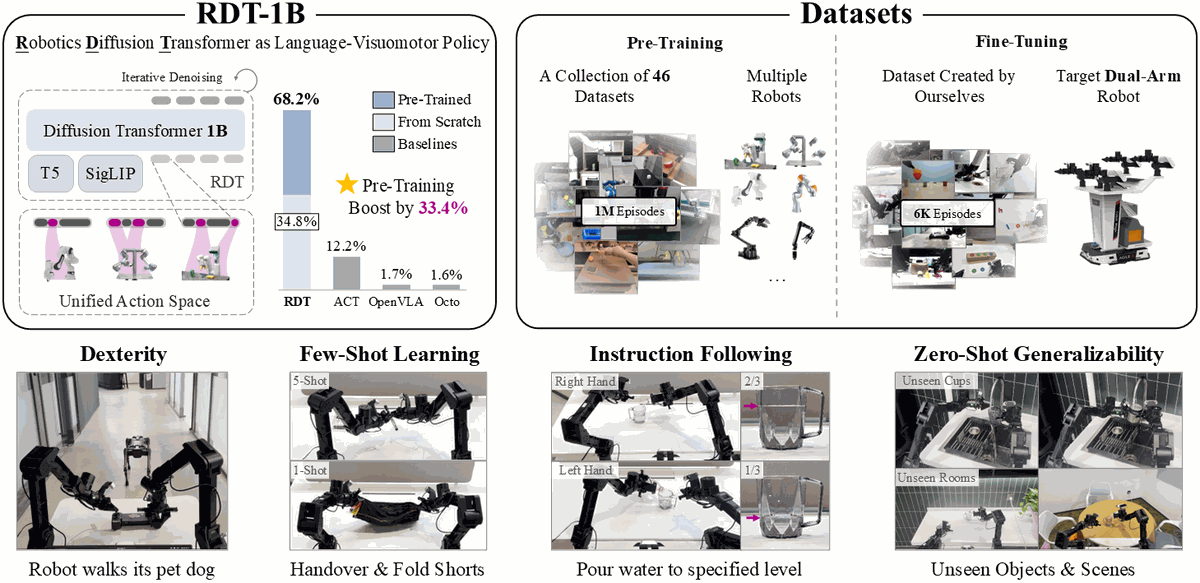 RDT-1B
Robotics Diffusion Transformer as Language-Visuomotor Policy
Iterative Denoising
Diffusion Transformer 1B
T5
SigLIP
RDT
Unified Action Space
68.2%
34.8%
12.2%
1.7%
1.6%
RDT
ACT
OpenVLA
Octo
Pre-Trained
From Scratch
Baselines
Pre-Training
Boost by 33.4%
Datasets
Pre-Training
A Collection of 46
Datasets
Multiple
Robots
1M Episodes
...
Fine-Tuning
Dataset Created by
Ourselves
Target Dual-Arm
Robot
6K Episodes
Dexterity
Robot walks its pet dog
Few-Shot Learning
5-Shot
1-Shot
Handover & Fold Shorts
Instruction Following
Right Hand
2/3
Left Hand
1/3
Pour water to specified level
Zero-Shot Generalizability
Unseen Cups
Unseen Rooms
Unseen Objects & Scenes